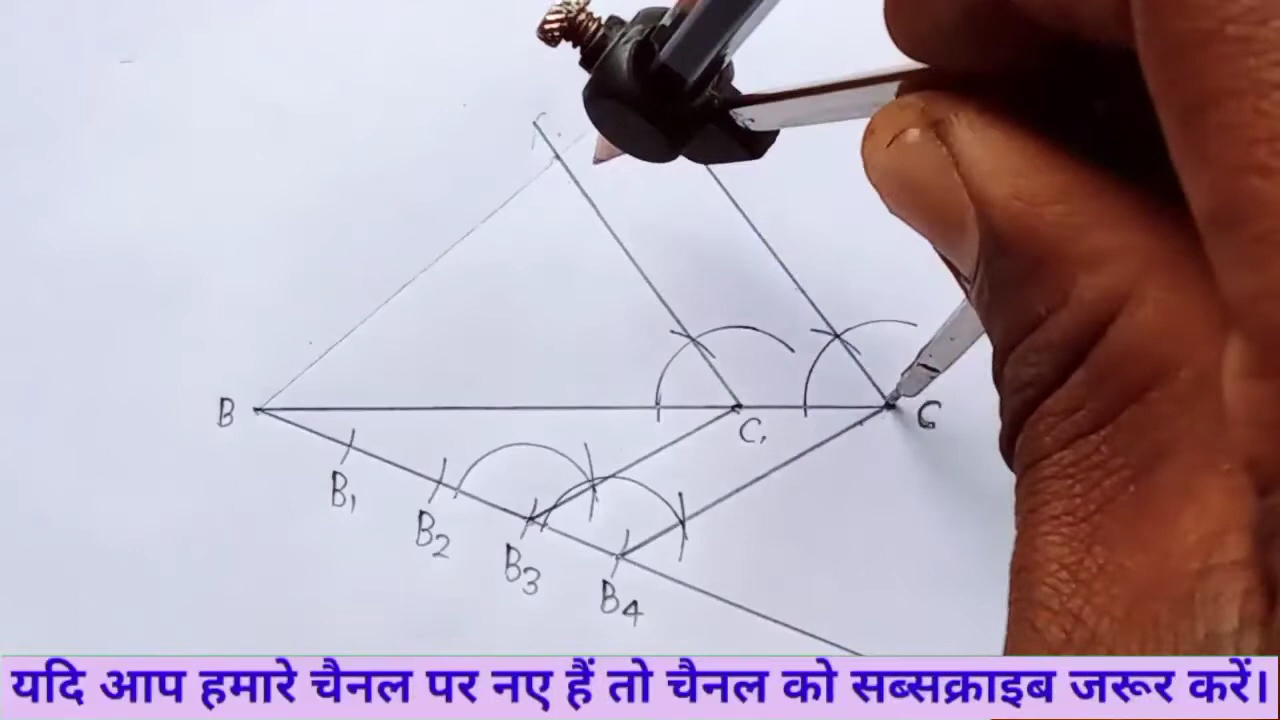 B
C₁
C
B₁
B₂
B₃
B₄
यदि आप हमारे चैनल पर नए हैं तो चैनल को सब्सक्राइब जरूर करें।